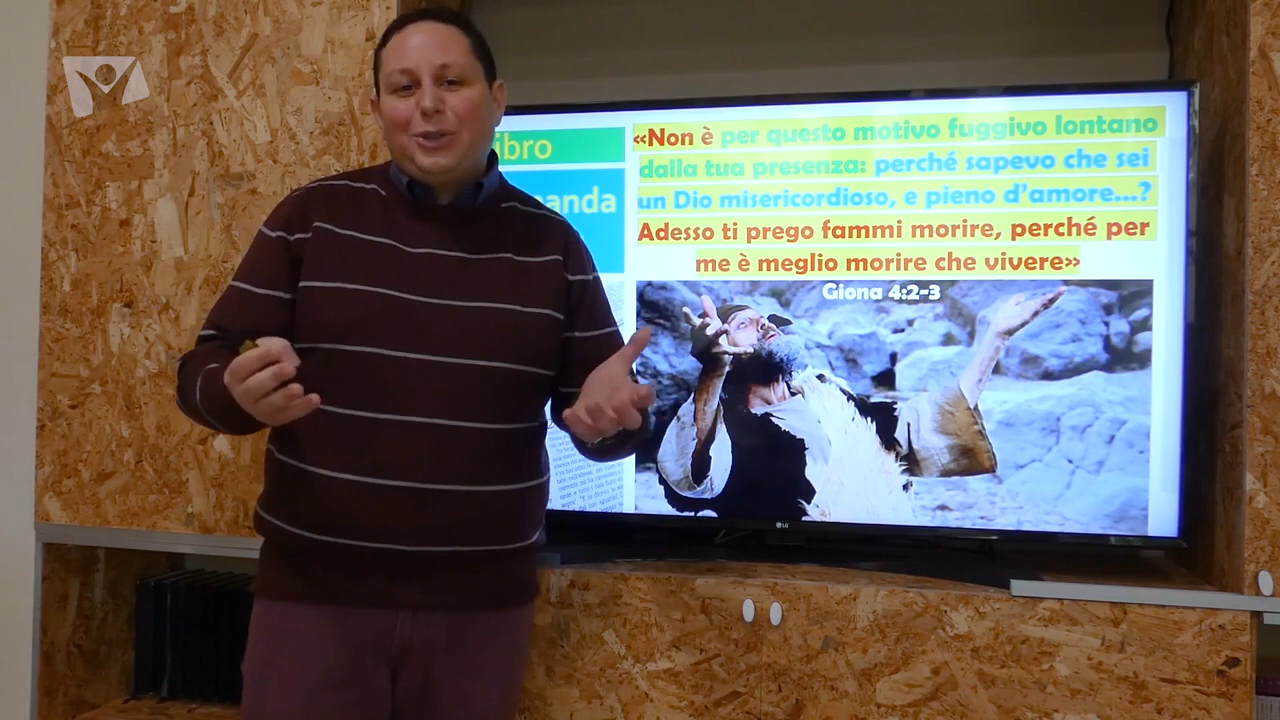 ibro
anda
«Non è per questo motivo fuggivo lontano
dalla tua presenza: perché sapevo che sei
un Dio misericordioso, e pieno d'amore...?
Adesso ti prego fammi morire, perché per
me è meglio morire che vivere»
Giona 4:2-3
LG